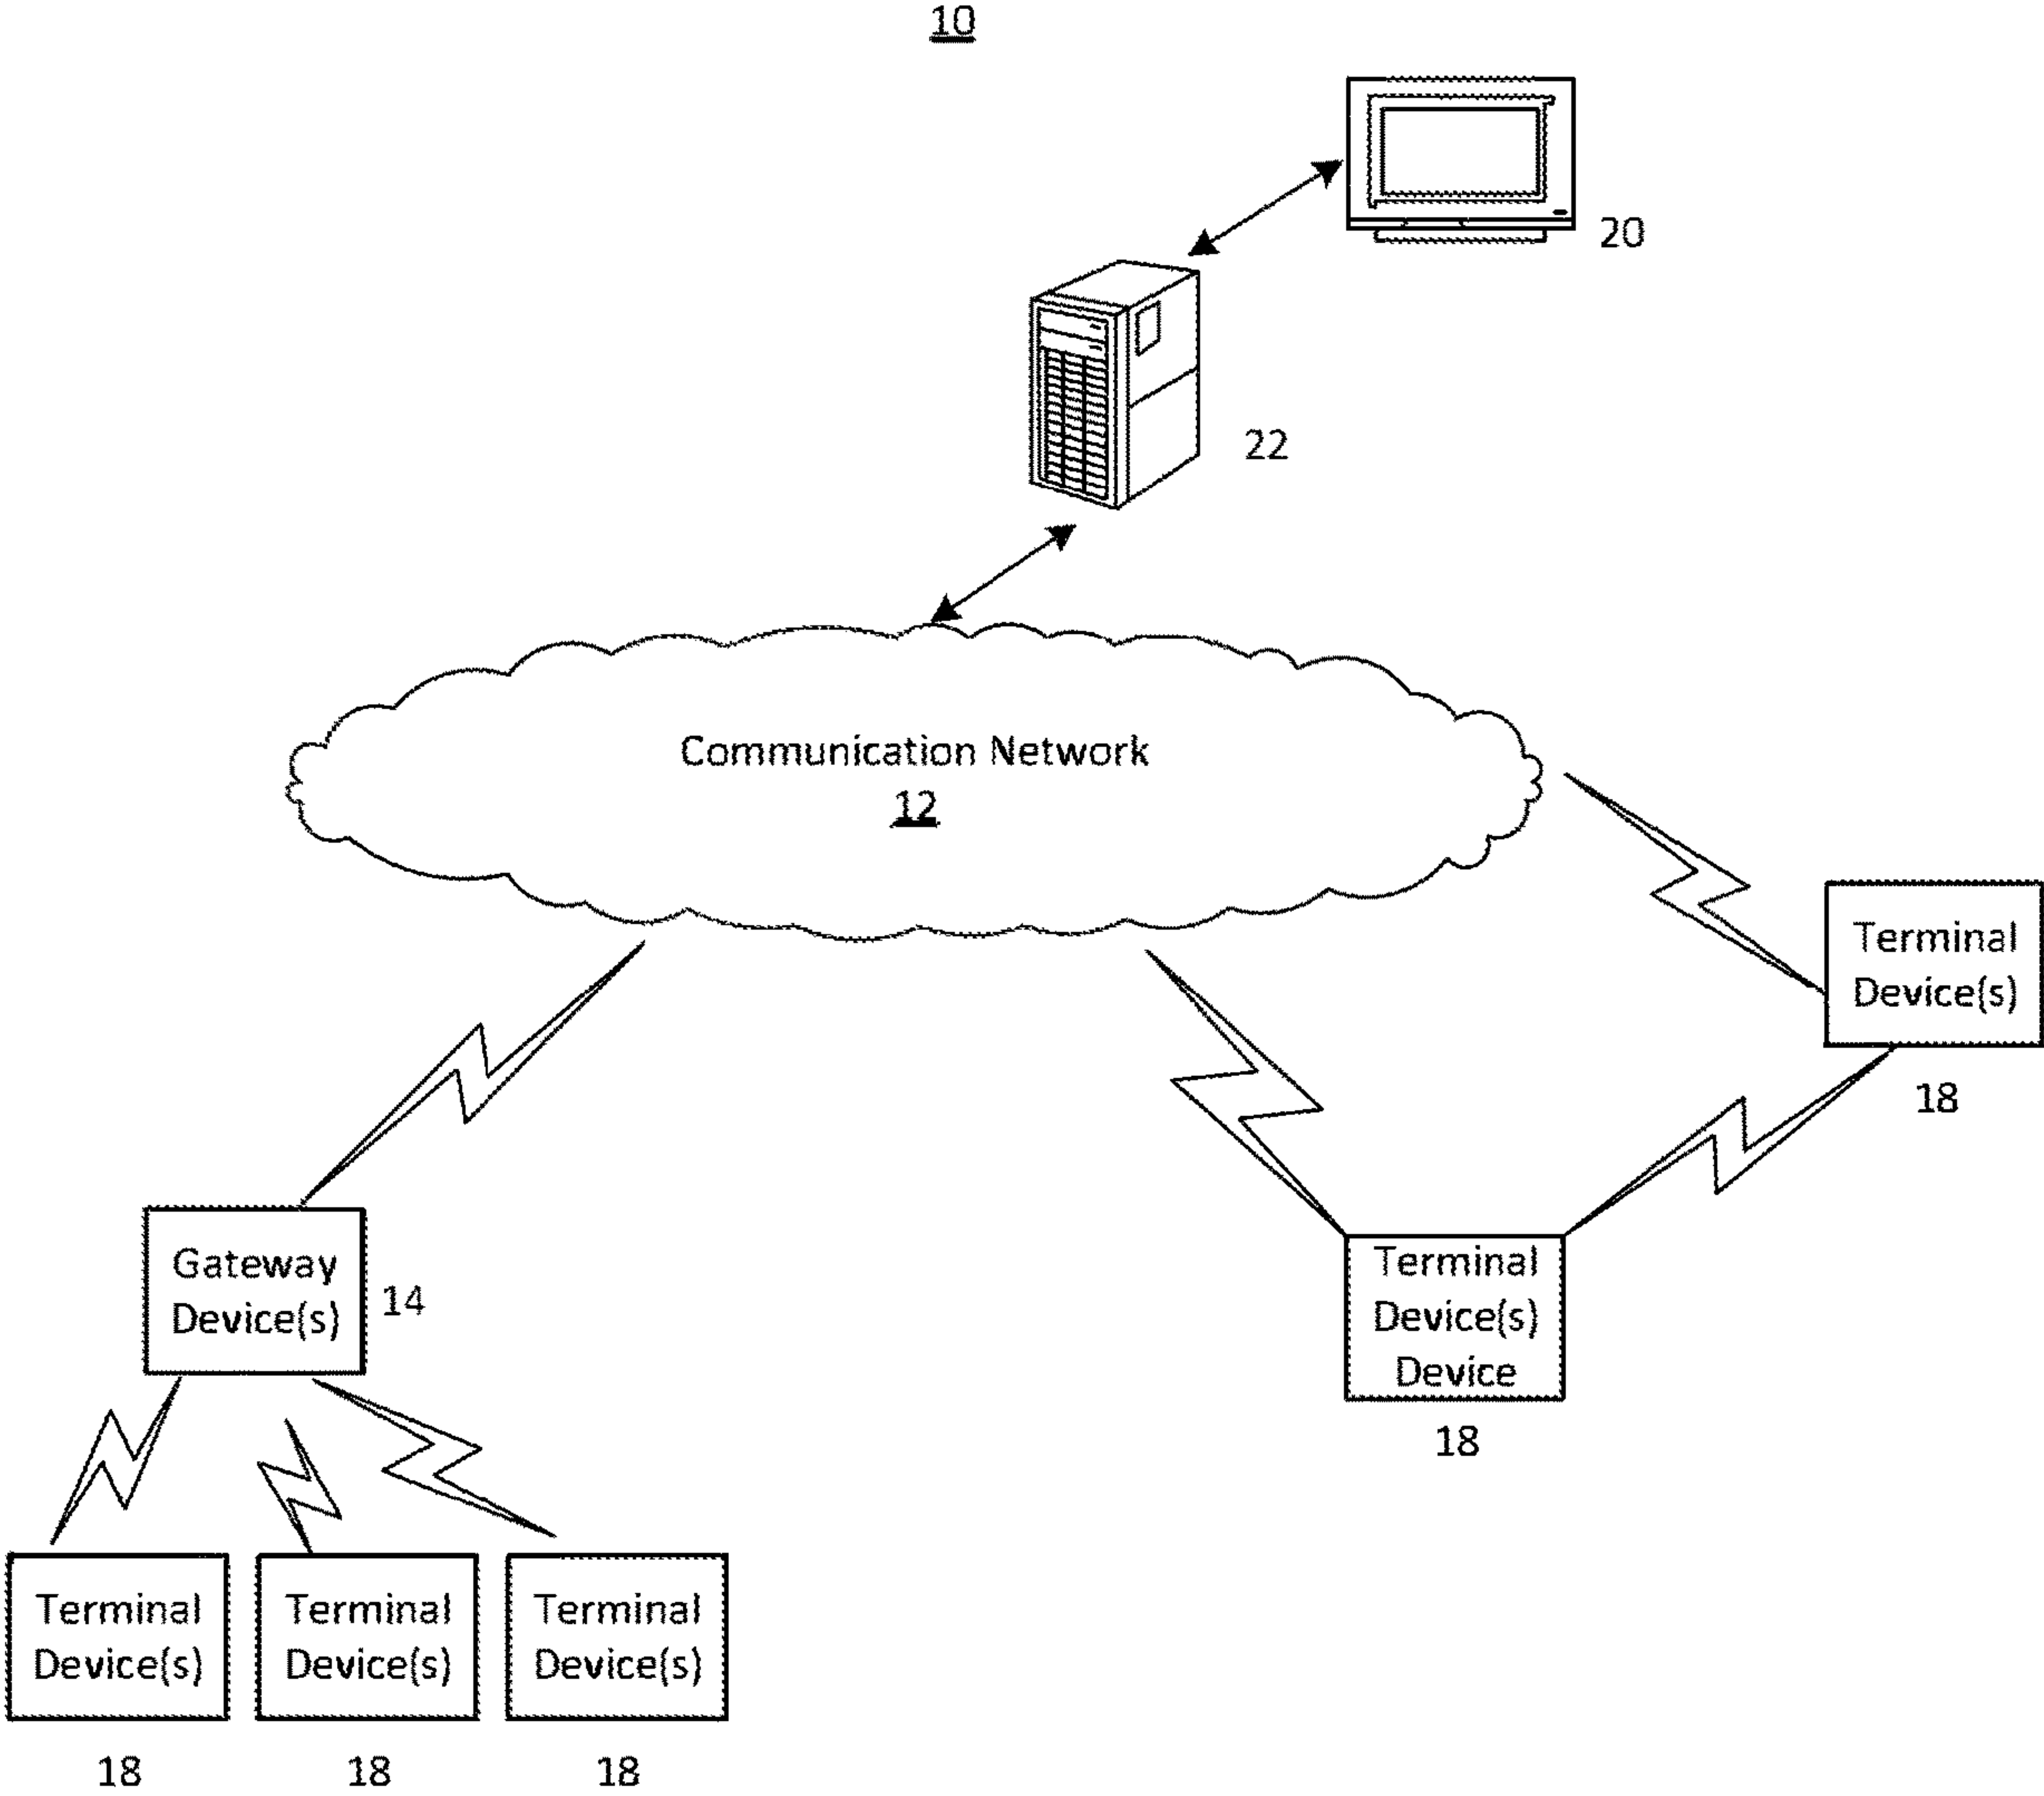 10
20
22
Communication Network
12
Terminal
Device(s)
18
Gateway
Device(s)
14
Terminal
Device(s)
Device
18
Terminal
Device(s)
18
Terminal
Device(s)
18
Terminal
Device(s)
18